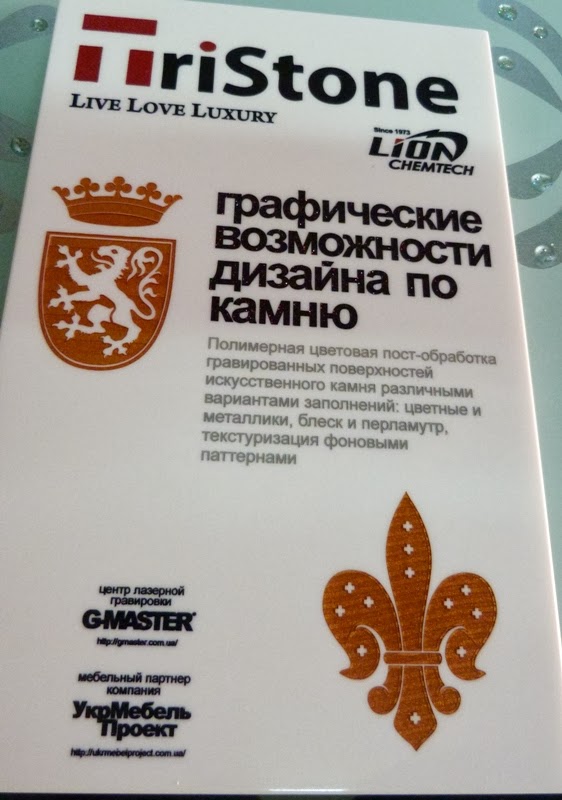 TriStone
LIVE LOVE LUXURY
Since 1973
LION
CHEMTECH
графические
возможности
дизайна по
камню
Полимерная цветовая пост-обработка
гравированных поверхностей
искусственного камня различными
вариантами заполнений: цветные и
металлики, блеск и перламутр,
текстуризация фоновыми
паттернами
центр лазерной
гравировки
G-MASTER
http://gmaster.com.ua/
мебельный партнер
компания
УкрМебель
Проект
http://ukrmebelproject.com.ua/